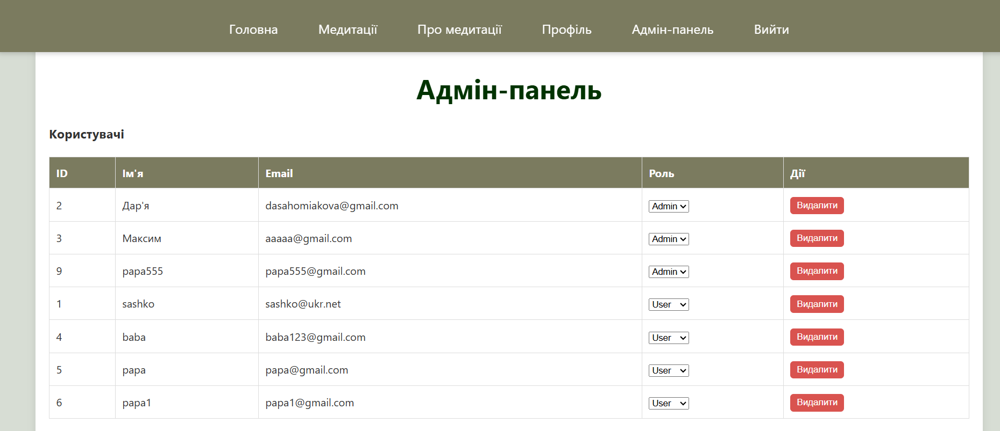 Головна Медитації Про медитації Профіль Адмін-панель Вийти
Адмін-панель
Користувачі
ID Ім'я Email Роль Дії
2 Дар'я dasahomiakova@gmail.com Admin Видалити
3 Максим aaaaa@gmail.com Admin Видалити
9 papa555 papa555@gmail.com Admin Видалити
1 sashko sashko@ukr.net User Видалити
4 baba baba123@gmail.com User Видалити
5 papa papa@gmail.com User Видалити
6 papa1 papa1@gmail.com User Видалити